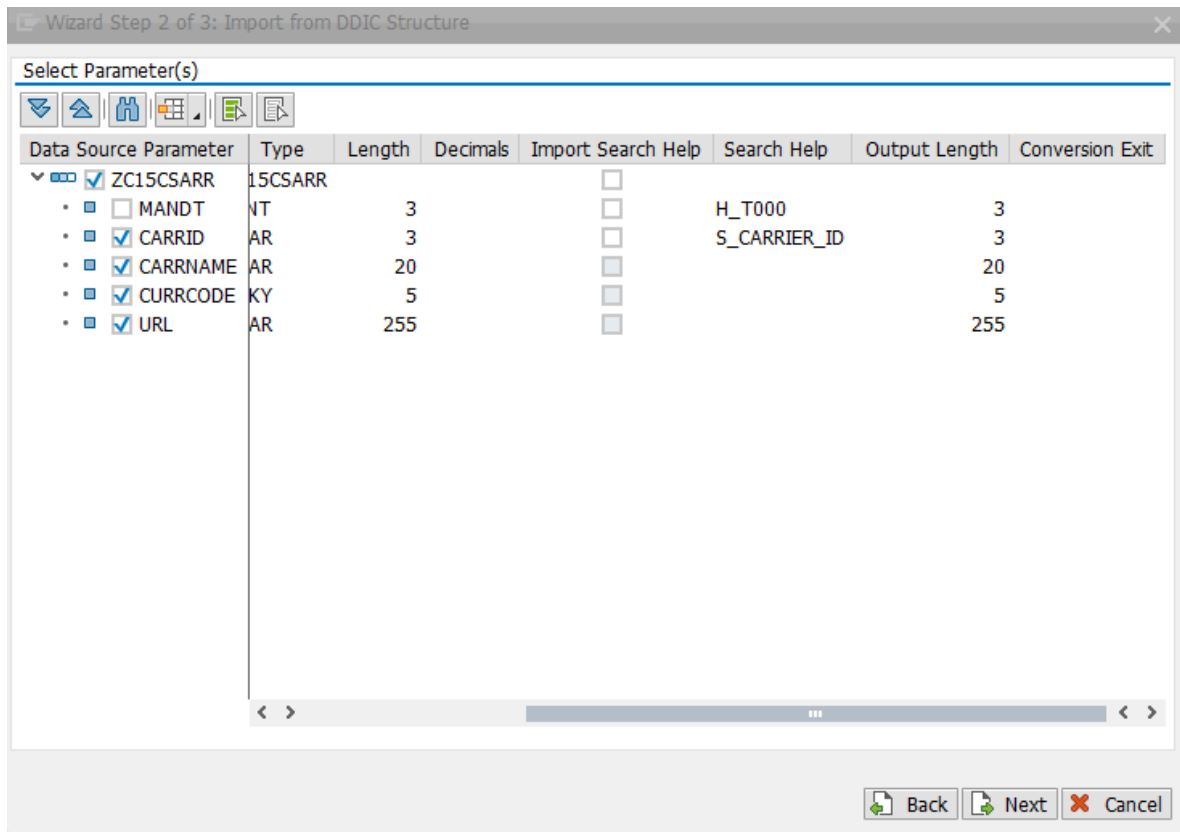 Wizard Step 2 of 3: Import from DDIC Structure
Select Parameter(s)
Data Source Parameter Type Length Decimals Import Search Help Search Help Output Length Conversion Exit
ZC15CSARR 15CSARR
MANDT NT 3 H_T000 3
CARRID AR 3 S_CARRIER_ID 3
CARRNAME AR 20 20
CURRCODE KY 5 5
URL AR 255 255
Back Next Cancel